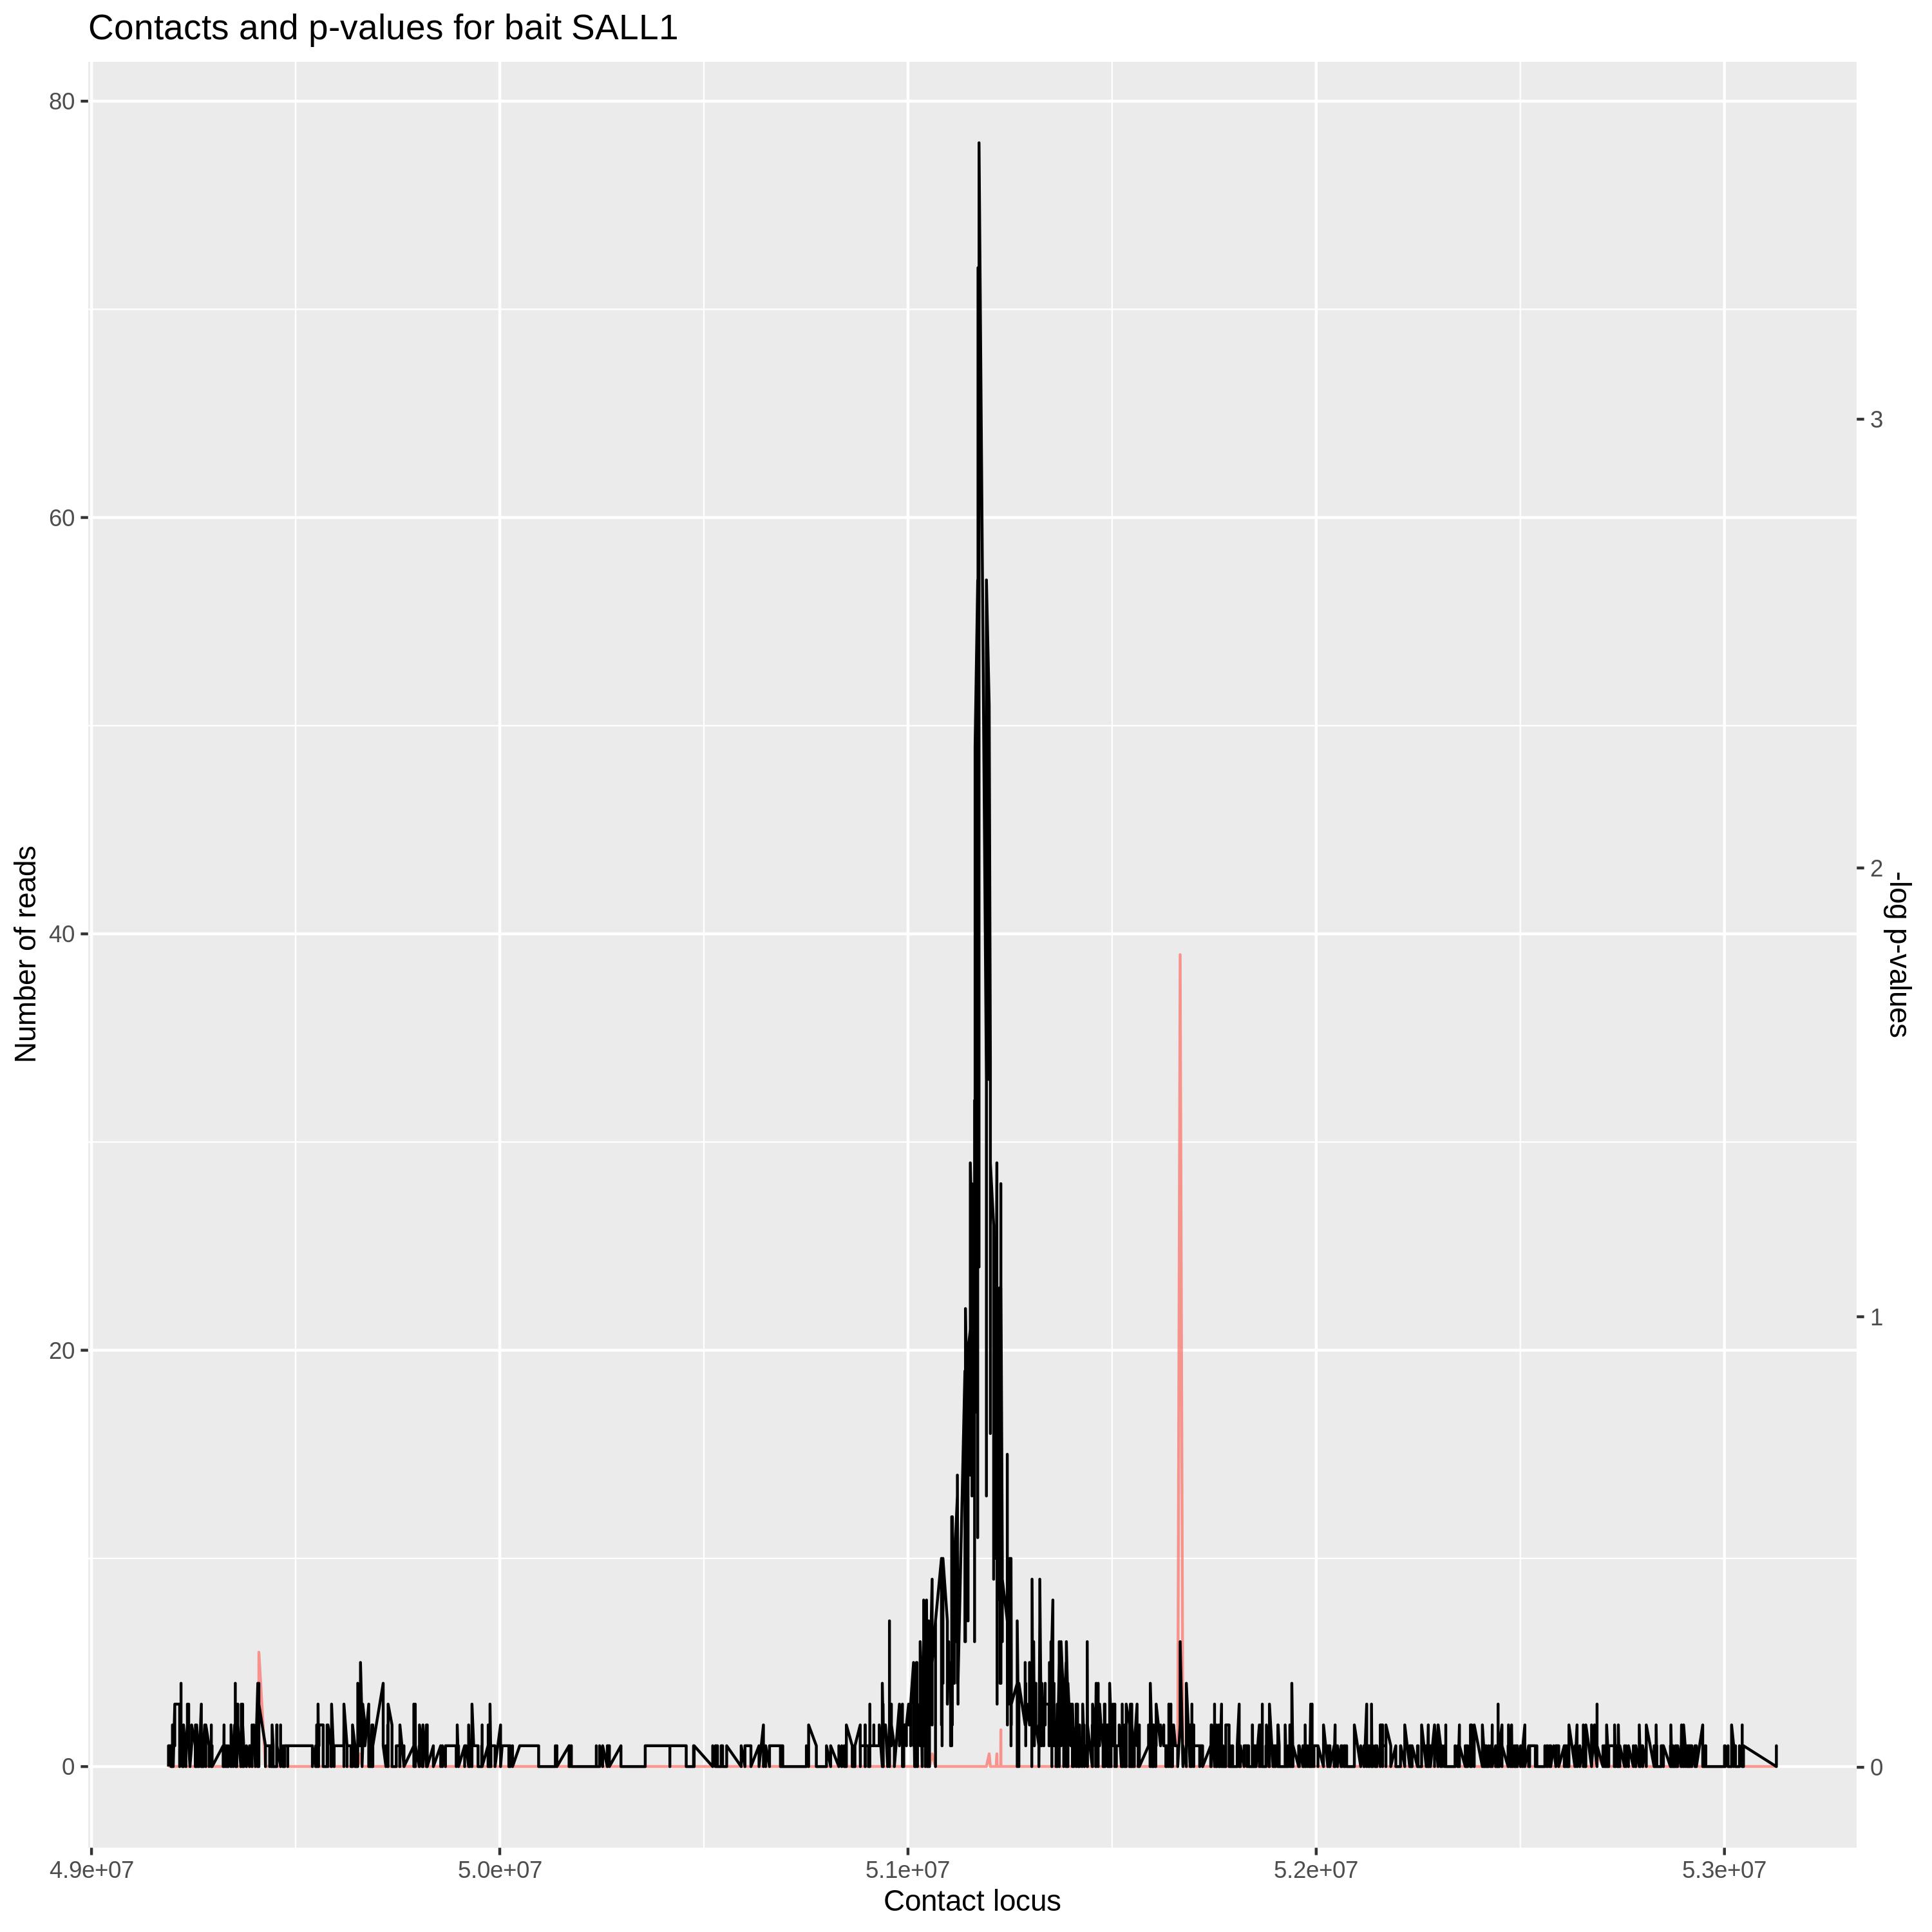 Contacts and p-values for bait SALL1
80
60
40
20
0
Number of reads
3
2
1
0
-log p-values
4.9e+07 5.0e+07 5.1e+07 5.2e+07 5.3e+07
Contact locus